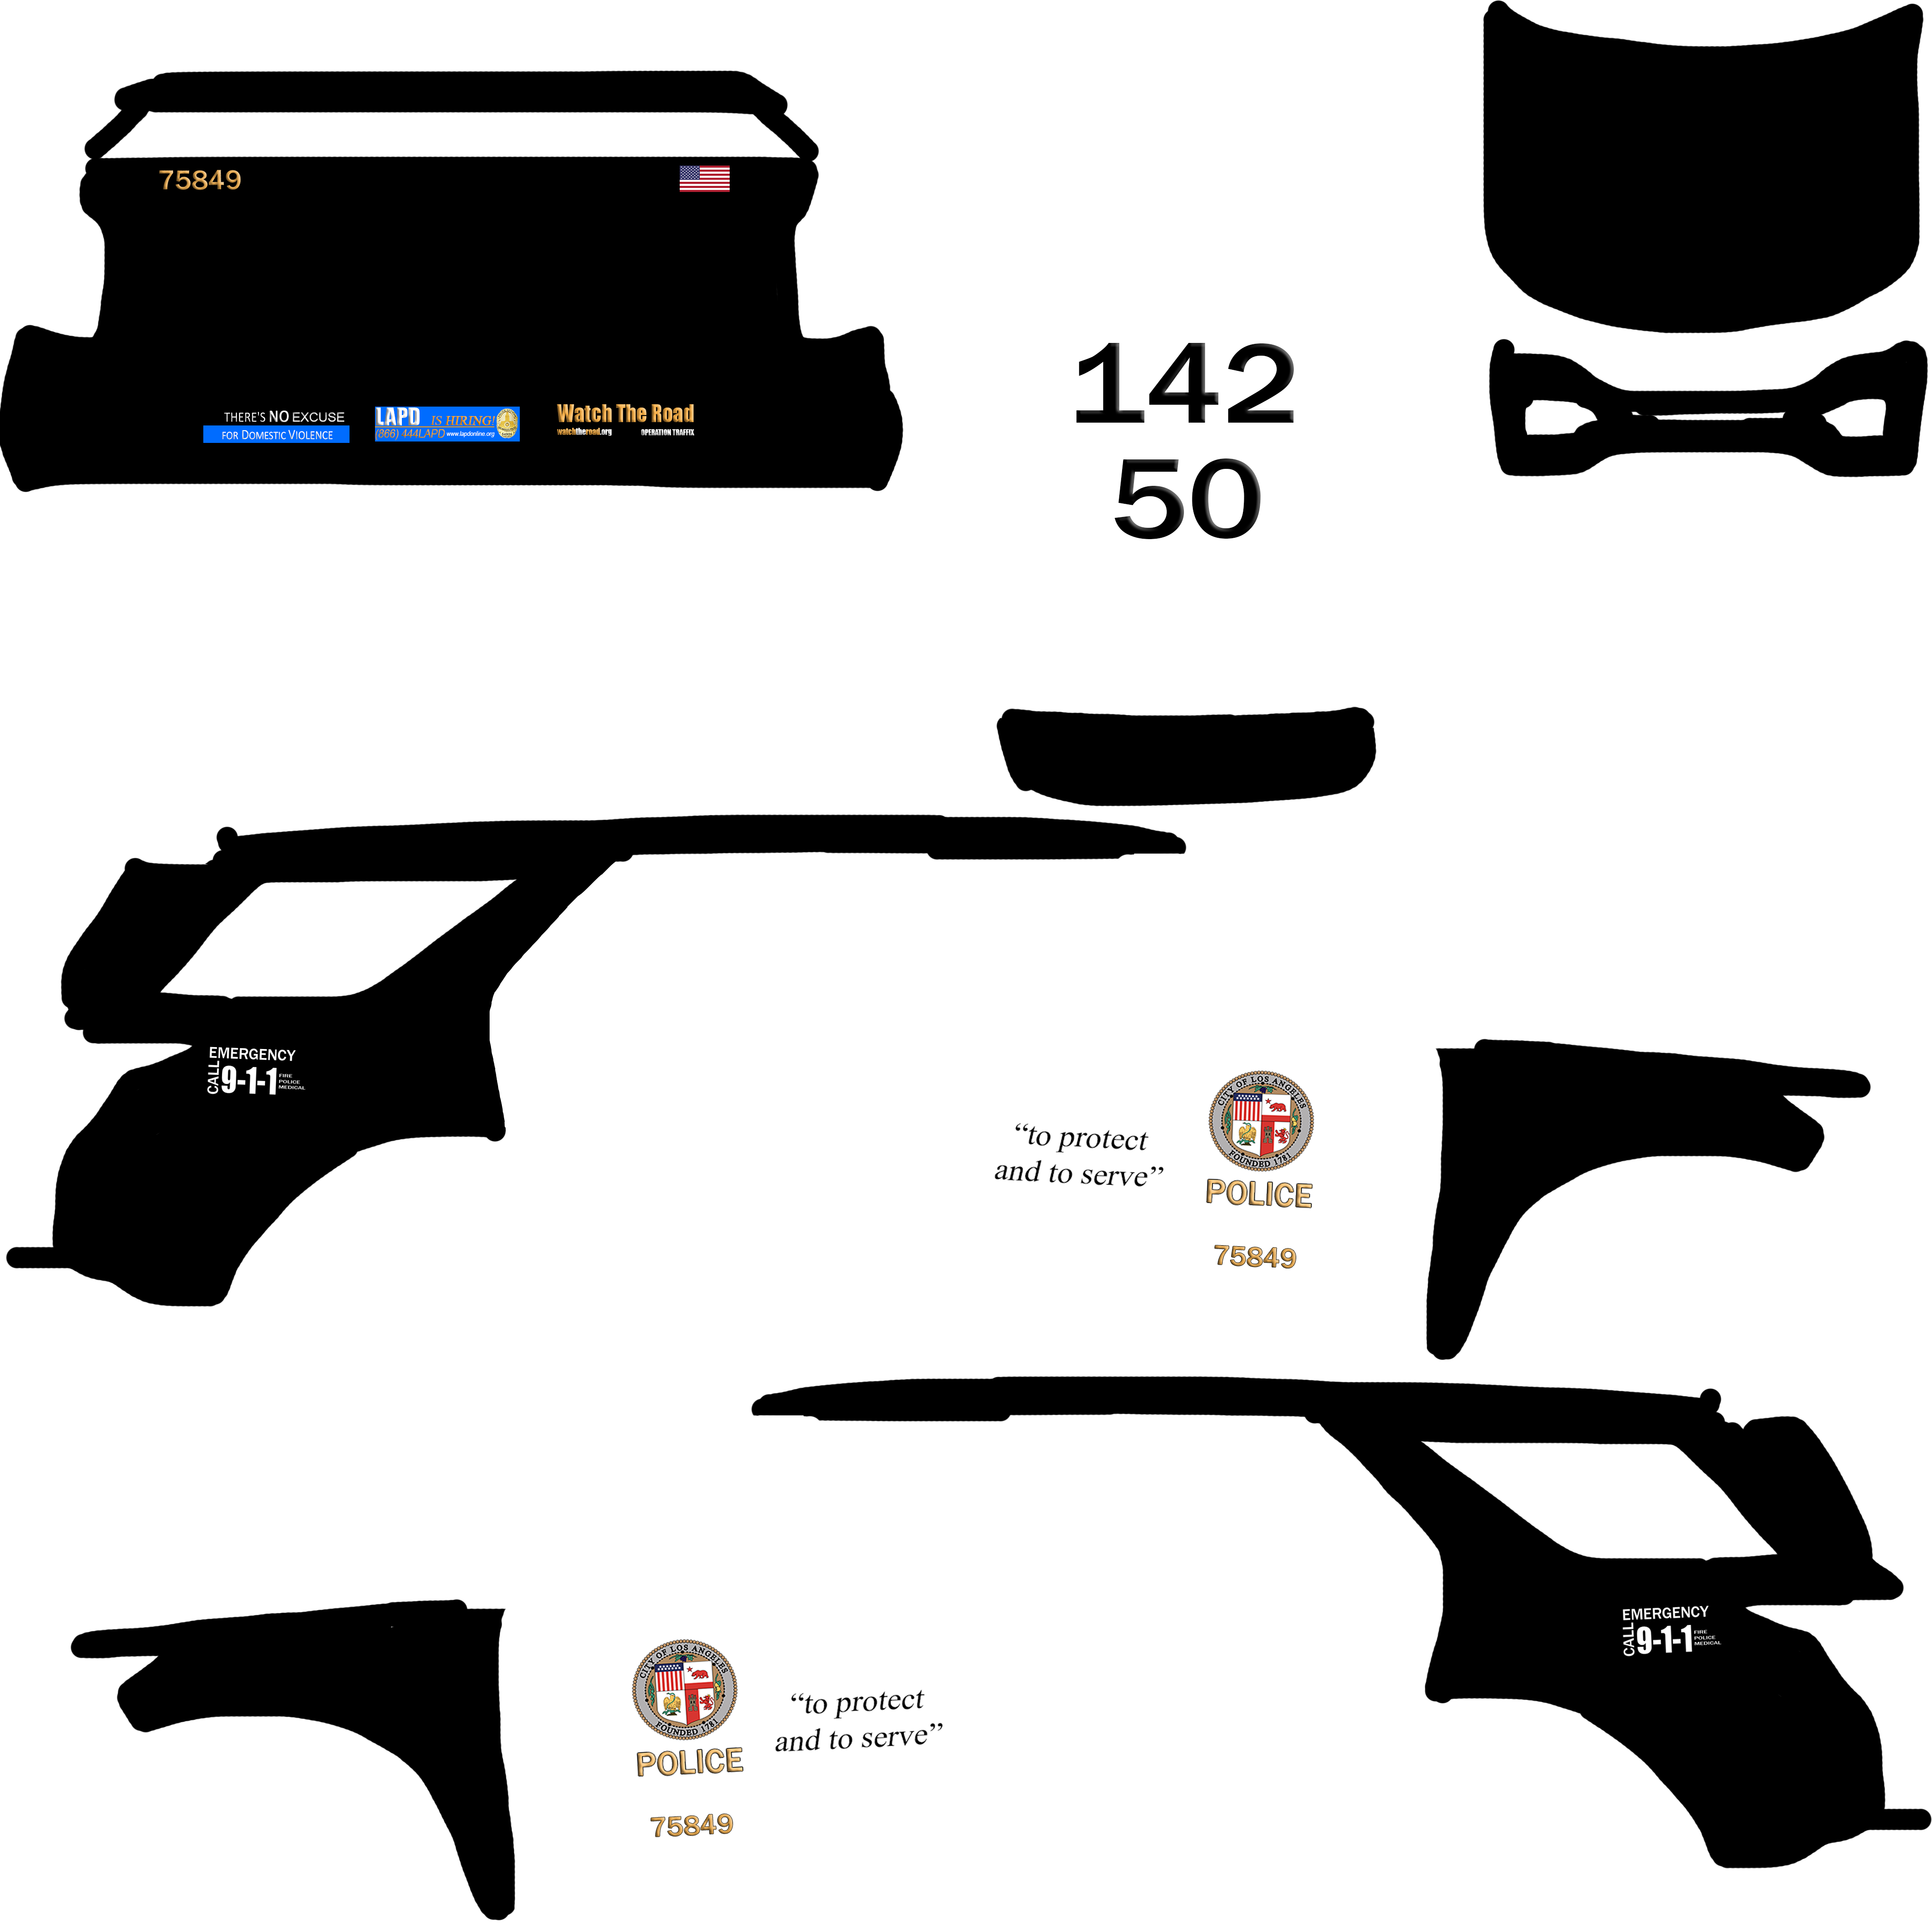 75849
THERE'S NO EXCUSE
FOR DOMESTIC VIOLENCE
LAPD IS HIRING!
(866) 444LAPD www.lapdonline.org
Watch The Road
watchtheroad.org OPERATION TRAFFIX
142
50
CALL
EMERGENCY
9-1-1
FIRE
POLICE
MEDICAL
"to protect
and to serve"
CITY OF LOS ANGELES
FOUNDED 1781
POLICE
75849
CITY OF LOS ANGELES
FOUNDED 1781
POLICE
75849
"to protect
and to serve"
CALL
EMERGENCY
9-1-1
FIRE
POLICE
MEDICAL